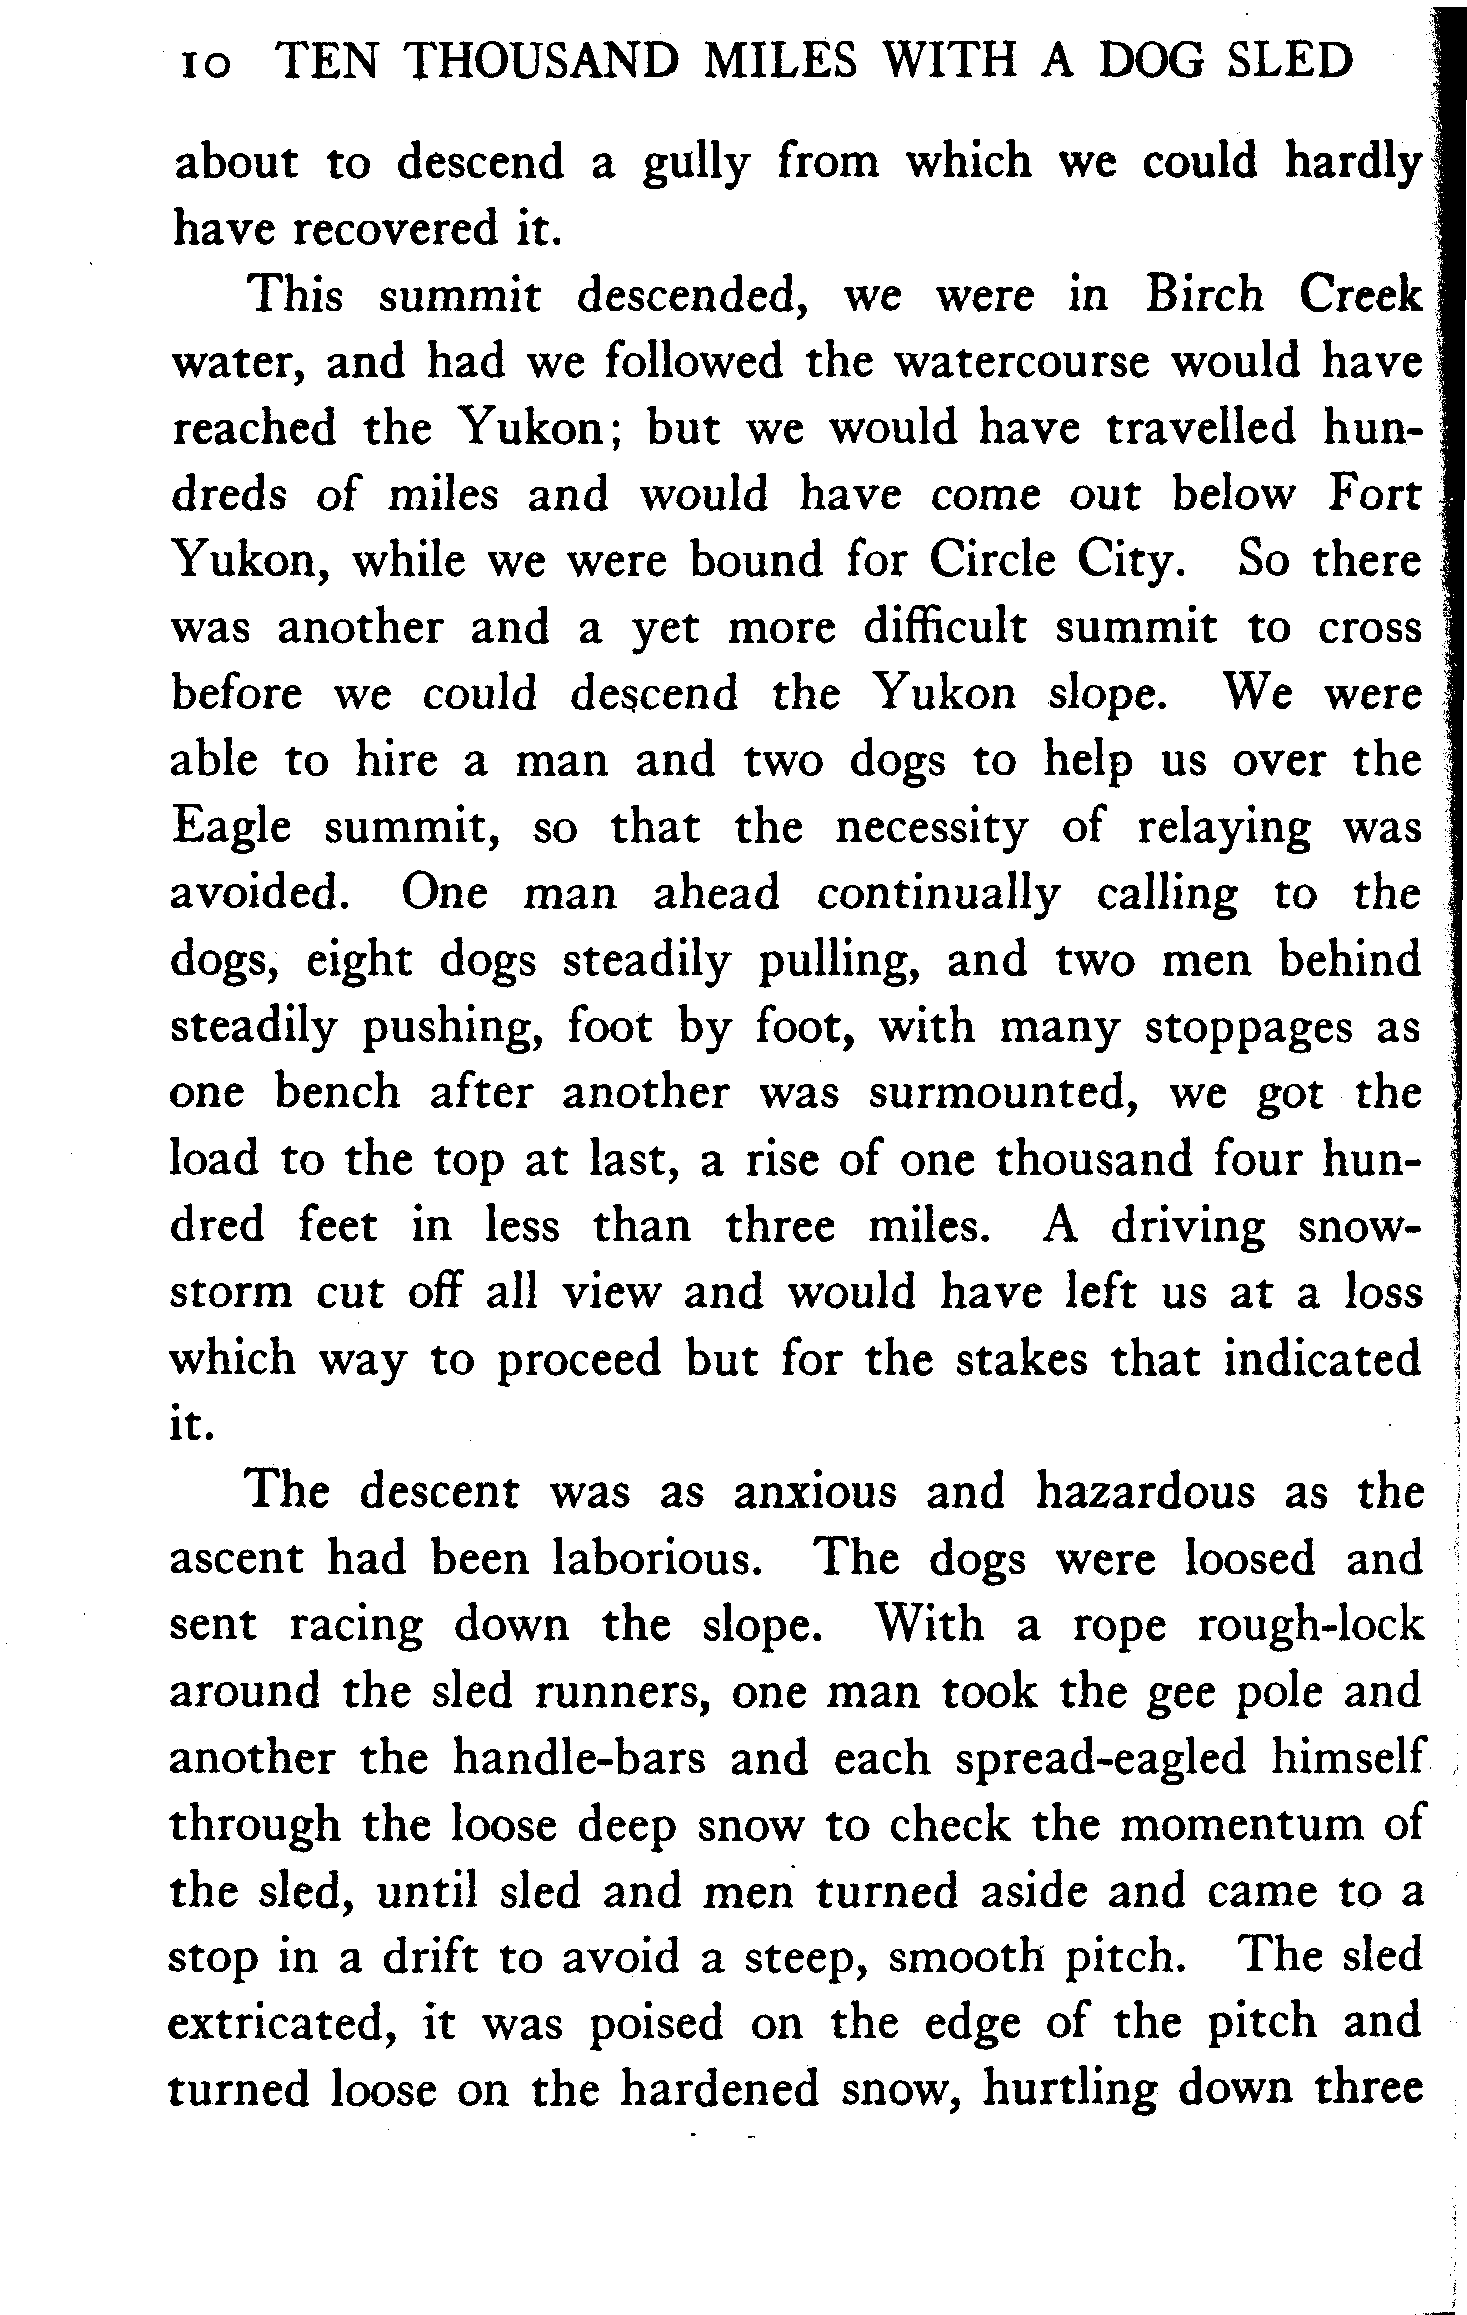 10 TEN THOUSAND MILES WITH A DOG SLED
about to descend a gully from which we could hardly
have recovered it.
This summit descended, we were in Birch Creek
water, and had we followed the watercourse would have
reached the Yukon; but we would have travelled hun-
dreds of miles and would have come out below Fort
Yukon, while we were bound for Circle City. So there
was another and a yet more difficult summit to cross
before we could descend the Yukon slope. We were
able to hire a man and two dogs to help us over the
Eagle summit, so that the necessity of relaying was
avoided. One man ahead continually calling to the
dogs, eight dogs steadily pulling, and two men behind
steadily pushing, foot by foot, with many stoppages as
one bench after another was surmounted, we got the
load to the top at last, a rise of one thousand four hun-
dred feet in less than three miles. A driving snow-
storm cut off all view and would have left us at a loss
which way to proceed but for the stakes that indicated
it.
The descent was as anxious and hazardous as the
ascent had been laborious. The dogs were loosed and
sent racing down the slope. With a rope rough-lock
around the sled runners, one man took the gee pole and
another the handle-bars and each spread-eagled himself
through the loose deep snow to check the momentum of
the sled, until sled and men turned aside and came to a
stop in a drift to avoid a steep, smooth pitch. The sled
extricated, it was poised on the edge of the pitch and
turned loose on the hardened snow, hurtling down three